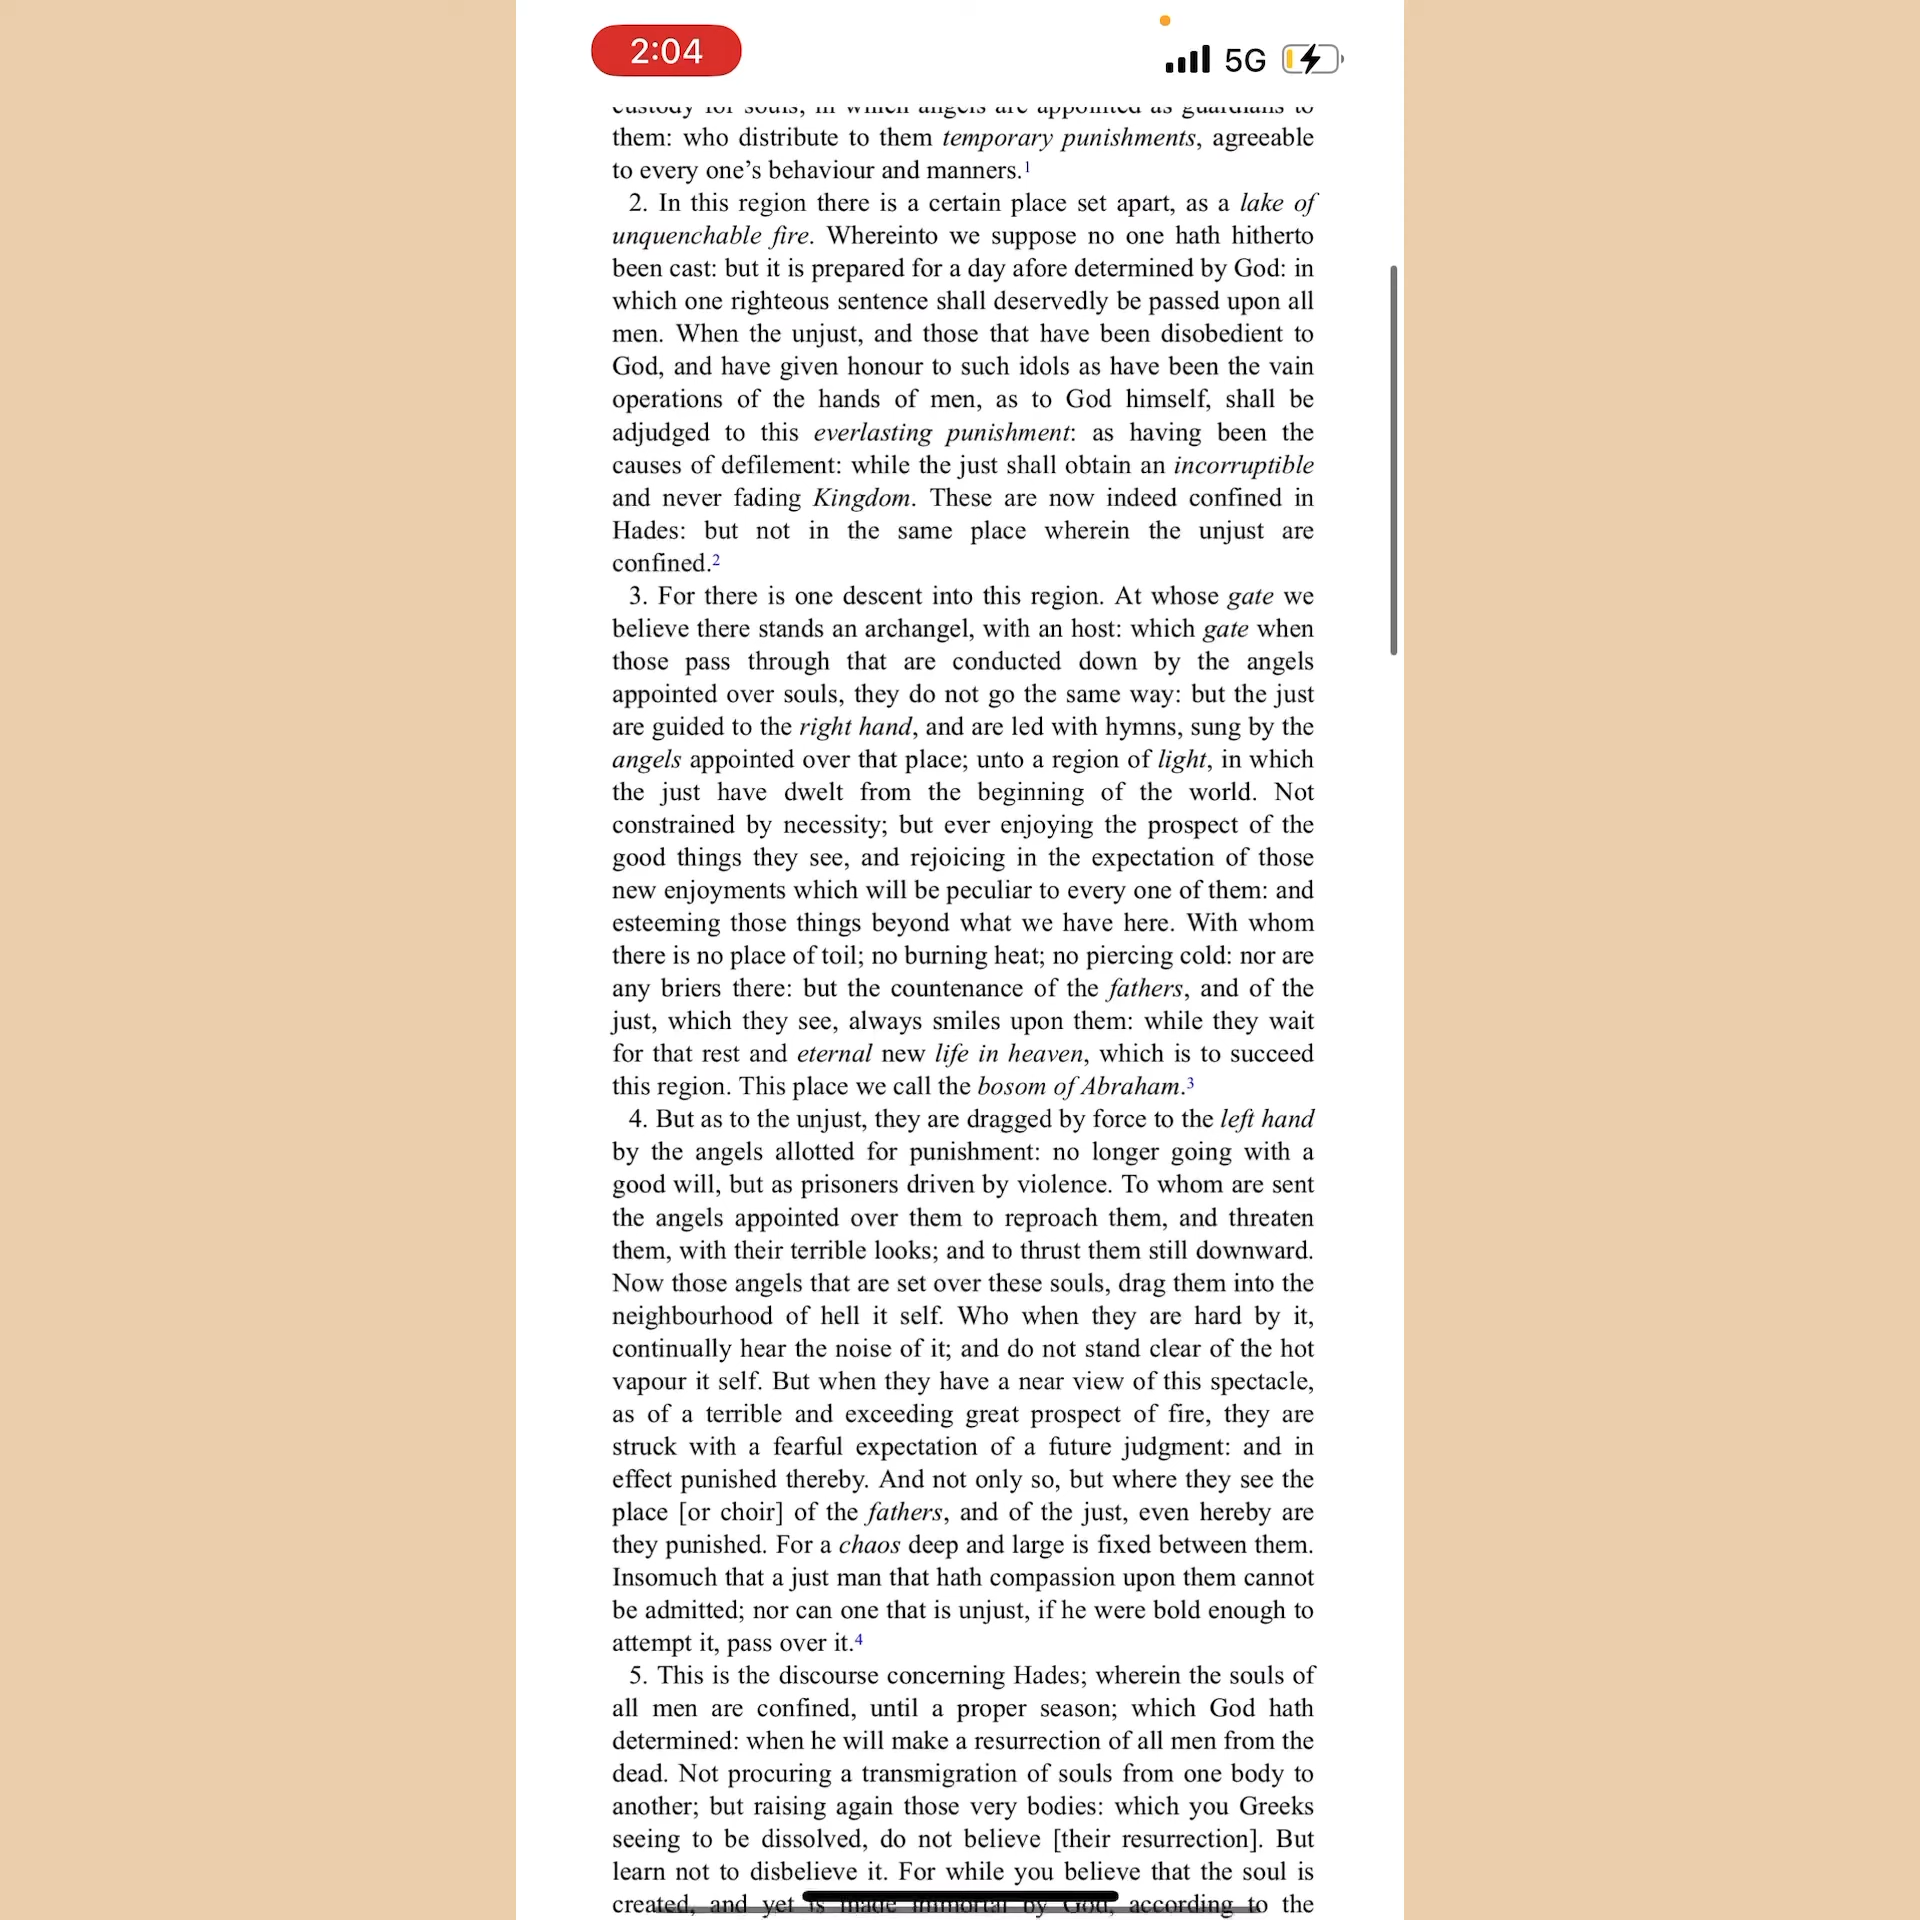 2:04
5G
custody for souls, in which angels are appointed as guardians to
them: who distribute to them temporary punishments, agreeable
to every one’s behaviour and manners.1
2. In this region there is a certain place set apart, as a lake of
unquenchable fire. Whereinto we suppose no one hath hitherto
been cast: but it is prepared for a day afore determined by God: in
which one righteous sentence shall deservedly be passed upon all
men. When the unjust, and those that have been disobedient to
God, and have given honour to such idols as have been the vain
operations of the hands of men, as to God himself, shall be
adjudged to this everlasting punishment: as having been the
causes of defilement: while the just shall obtain an incorruptible
and never fading Kingdom. These are now indeed confined in
Hades: but not in the same place wherein the unjust are
confined.2
3. For there is one descent into this region. At whose gate we
believe there stands an archangel, with an host: which gate when
those pass through that are conducted down by the angels
appointed over souls, they do not go the same way: but the just
are guided to the right hand, and are led with hymns, sung by the
angels appointed over that place; unto a region of light, in which
the just have dwelt from the beginning of the world. Not
constrained by necessity; but ever enjoying the prospect of the
good things they see, and rejoicing in the expectation of those
new enjoyments which will be peculiar to every one of them: and
esteeming those things beyond what we have here. With whom
there is no place of toil; no burning heat; no piercing cold: nor are
any briers there: but the countenance of the fathers, and of the
just, which they see, always smiles upon them: while they wait
for that rest and eternal new life in heaven, which is to succeed
this region. This place we call the bosom of Abraham.3
4. But as to the unjust, they are dragged by force to the left hand
by the angels allotted for punishment: no longer going with a
good will, but as prisoners driven by violence. To whom are sent
the angels appointed over them to reproach them, and threaten
them, with their terrible looks; and to thrust them still downward.
Now those angels that are set over these souls, drag them into the
neighbourhood of hell it self. Who when they are hard by it,
continually hear the noise of it; and do not stand clear of the hot
vapour it self. But when they have a near view of this spectacle,
as of a terrible and exceeding great prospect of fire, they are
struck with a fearful expectation of a future judgment: and in
effect punished thereby. And not only so, but where they see the
place [or choir] of the fathers, and of the just, even hereby are
they punished. For a chaos deep and large is fixed between them.
Insomuch that a just man that hath compassion upon them cannot
be admitted; nor can one that is unjust, if he were bold enough to
attempt it, pass over it.4
5. This is the discourse concerning Hades; wherein the souls of
all men are confined, until a proper season; which God hath
determined: when he will make a resurrection of all men from the
dead. Not procuring a transmigration of souls from one body to
another; but raising again those very bodies: which you Greeks
seeing to be dissolved, do not believe [their resurrection]. But
learn not to disbelieve it. For while you believe that the soul is
created, and yet is made immortal by God, according to the